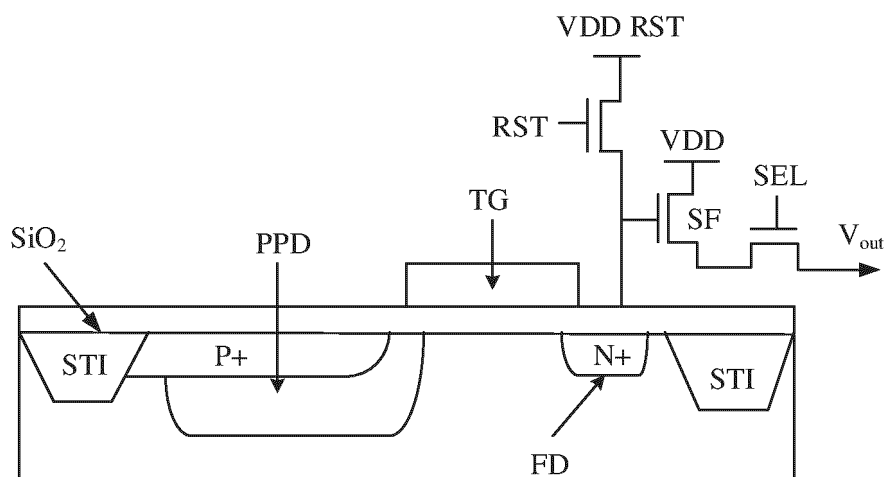 VDD RST
RST
VDD
SEL
TG
SF
SiO₂
PPD
Vout
STI
P+
N+
STI
FD